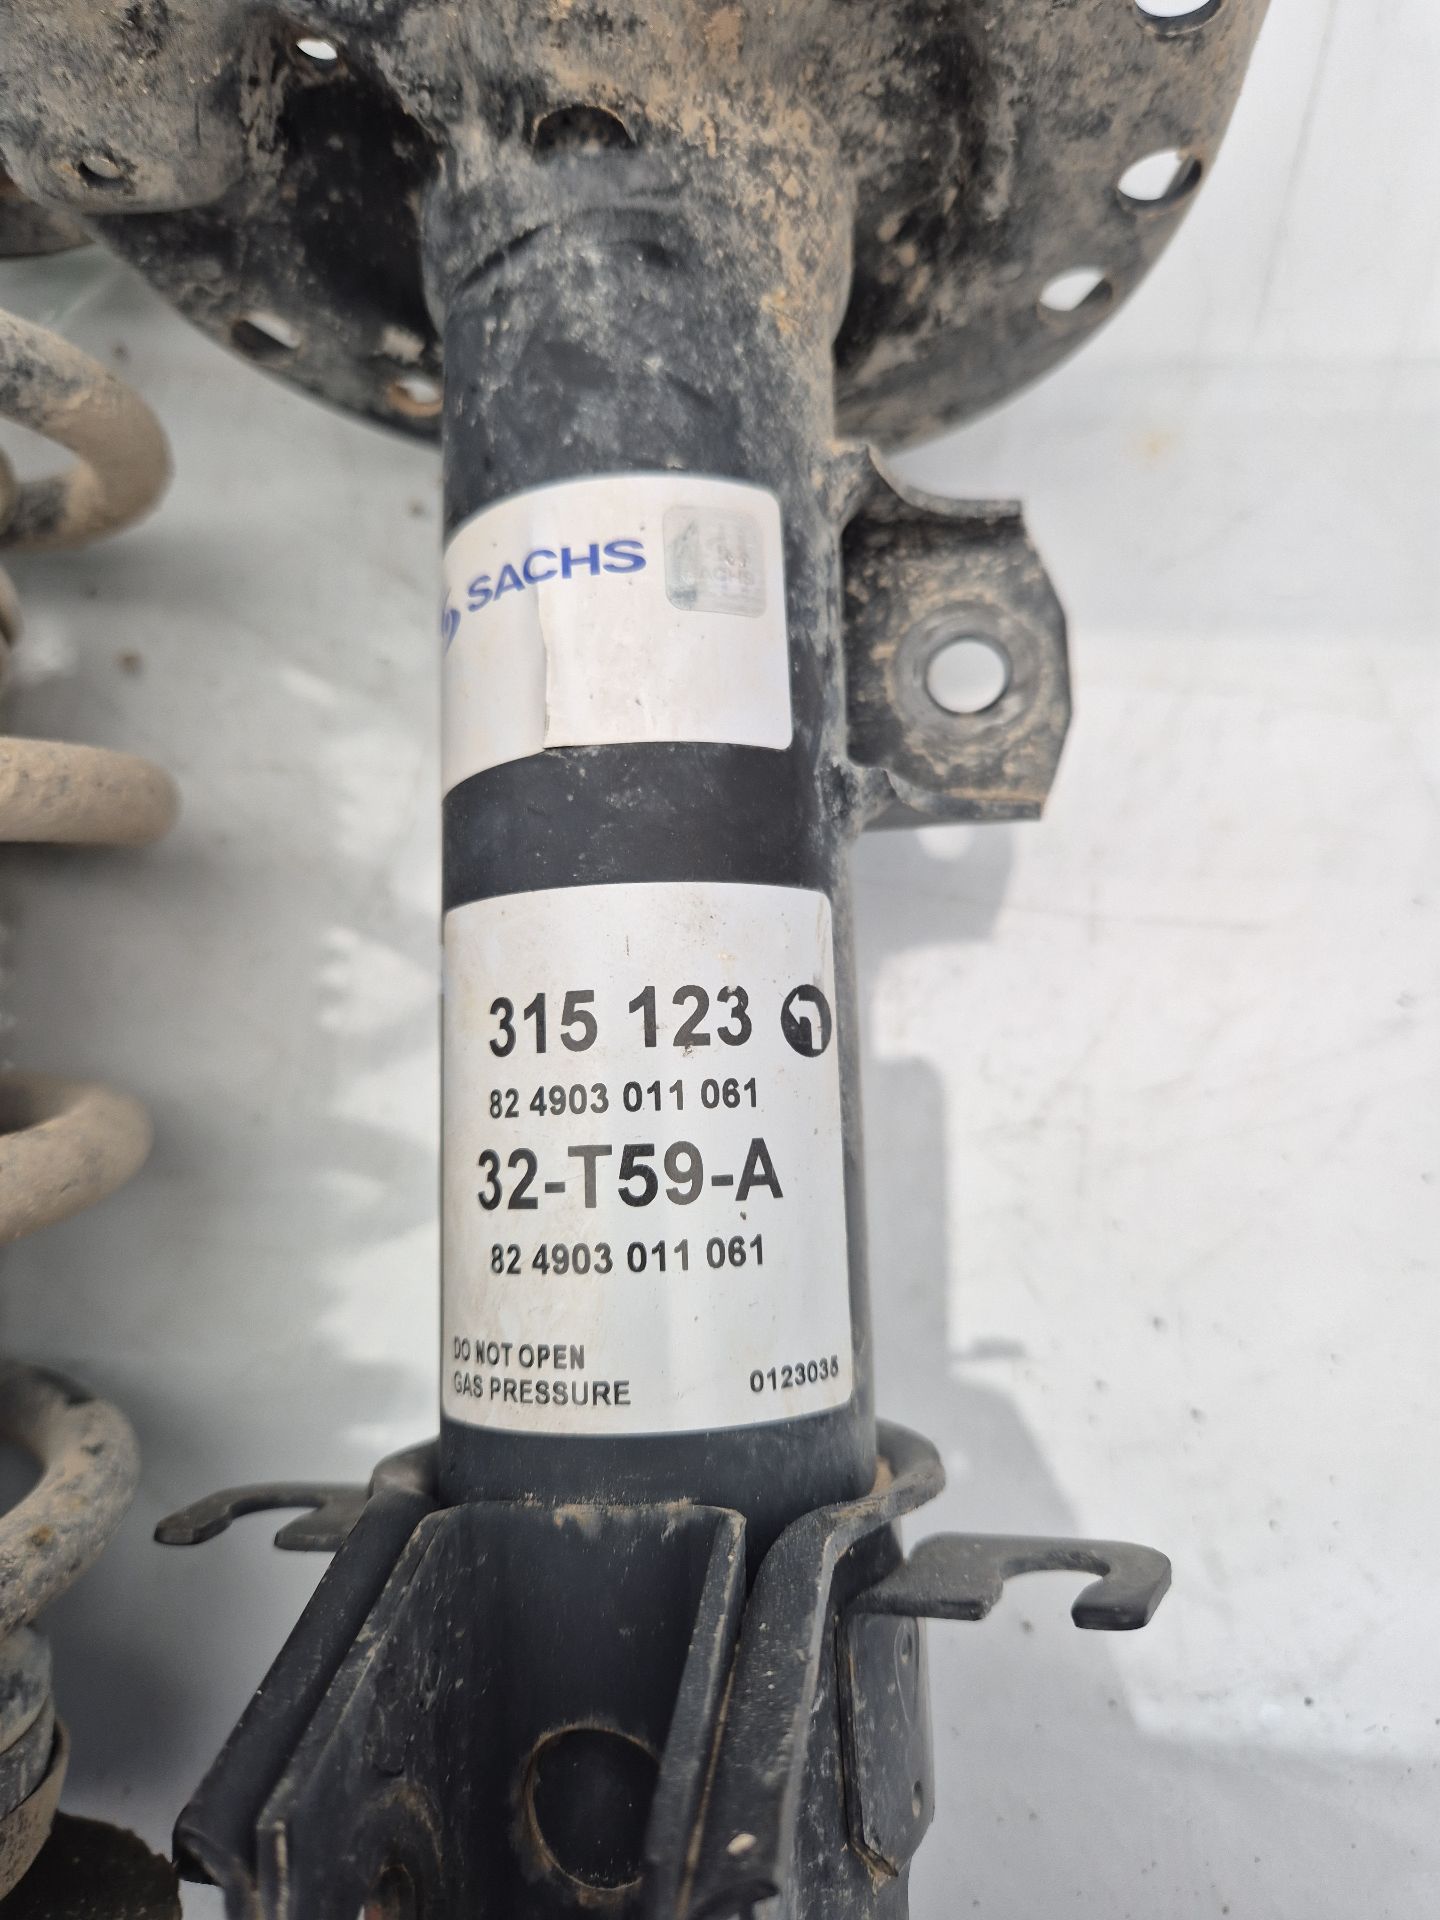 SACHS
SACHS
315 123
82 4903 011 061
32-T59-A
82 4903 011 061
DO NOT OPEN
GAS PRESSURE
0123035